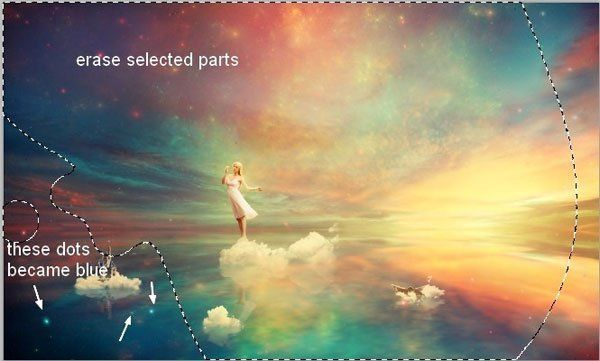 erase selected parts
these dots
became blue